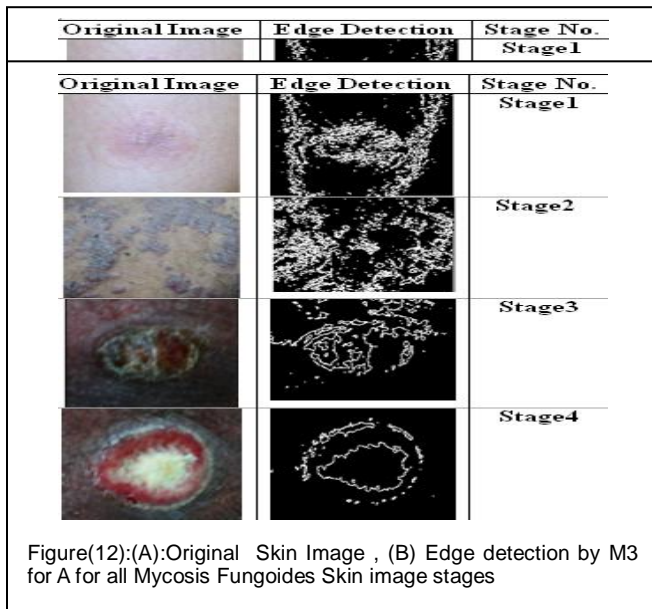 Original Image Edge Detection Stage No.
Stage1
Original Image Edge Detection Stage No.
Stage1
Stage2
Stage3
Stage4
Figure(12):(A):Original Skin Image , (B) Edge detection by M3
for A for all Mycosis Fungoides Skin image stages